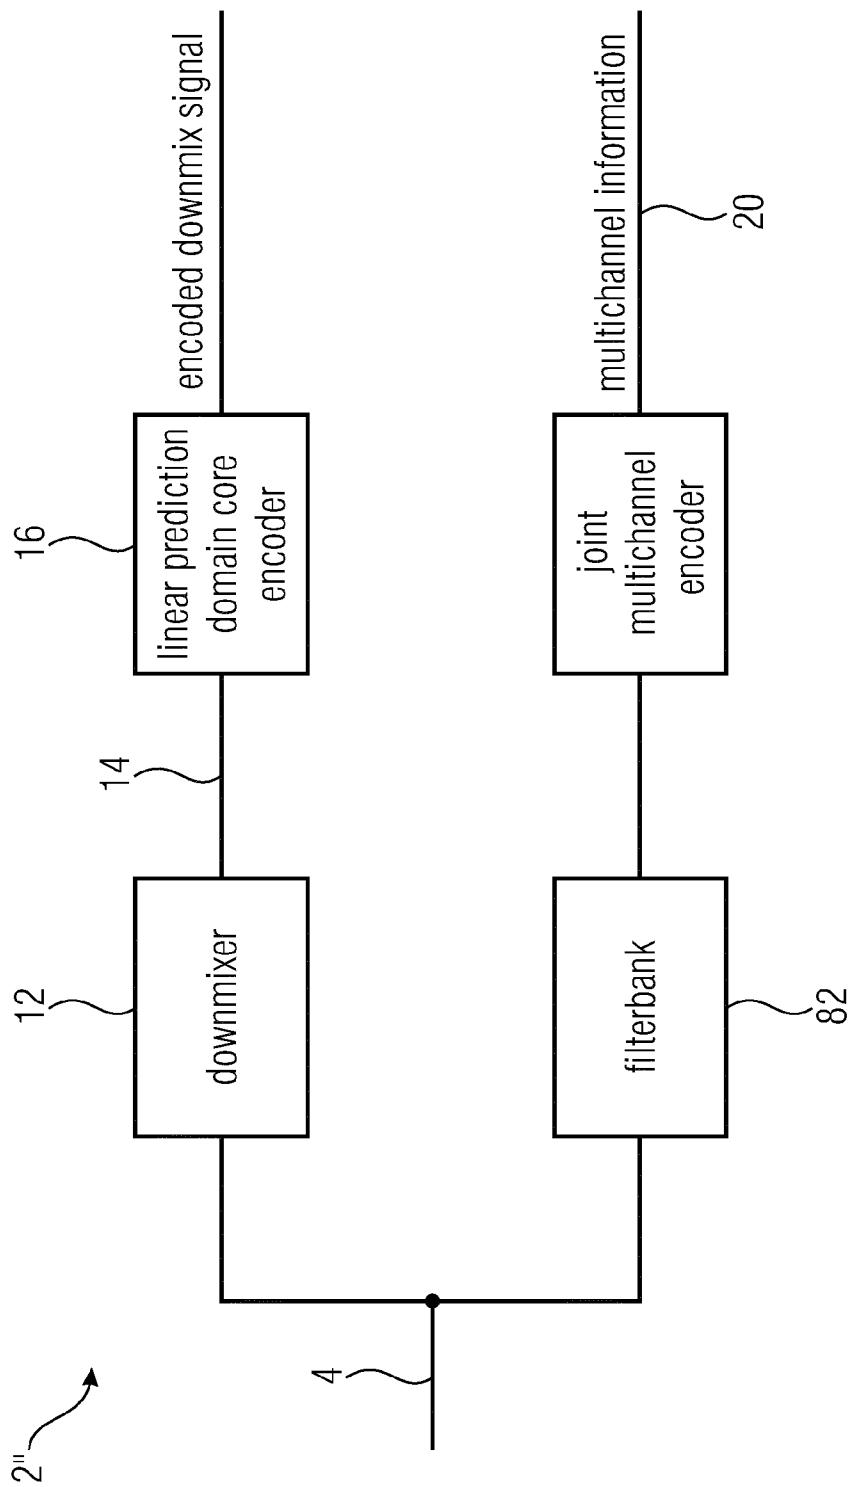 2"
4
12
downmixer
14
16
linear prediction
domain core
encoder
encoded downmix signal
filterbank
82
joint
multichannel
encoder
multichannel information
20